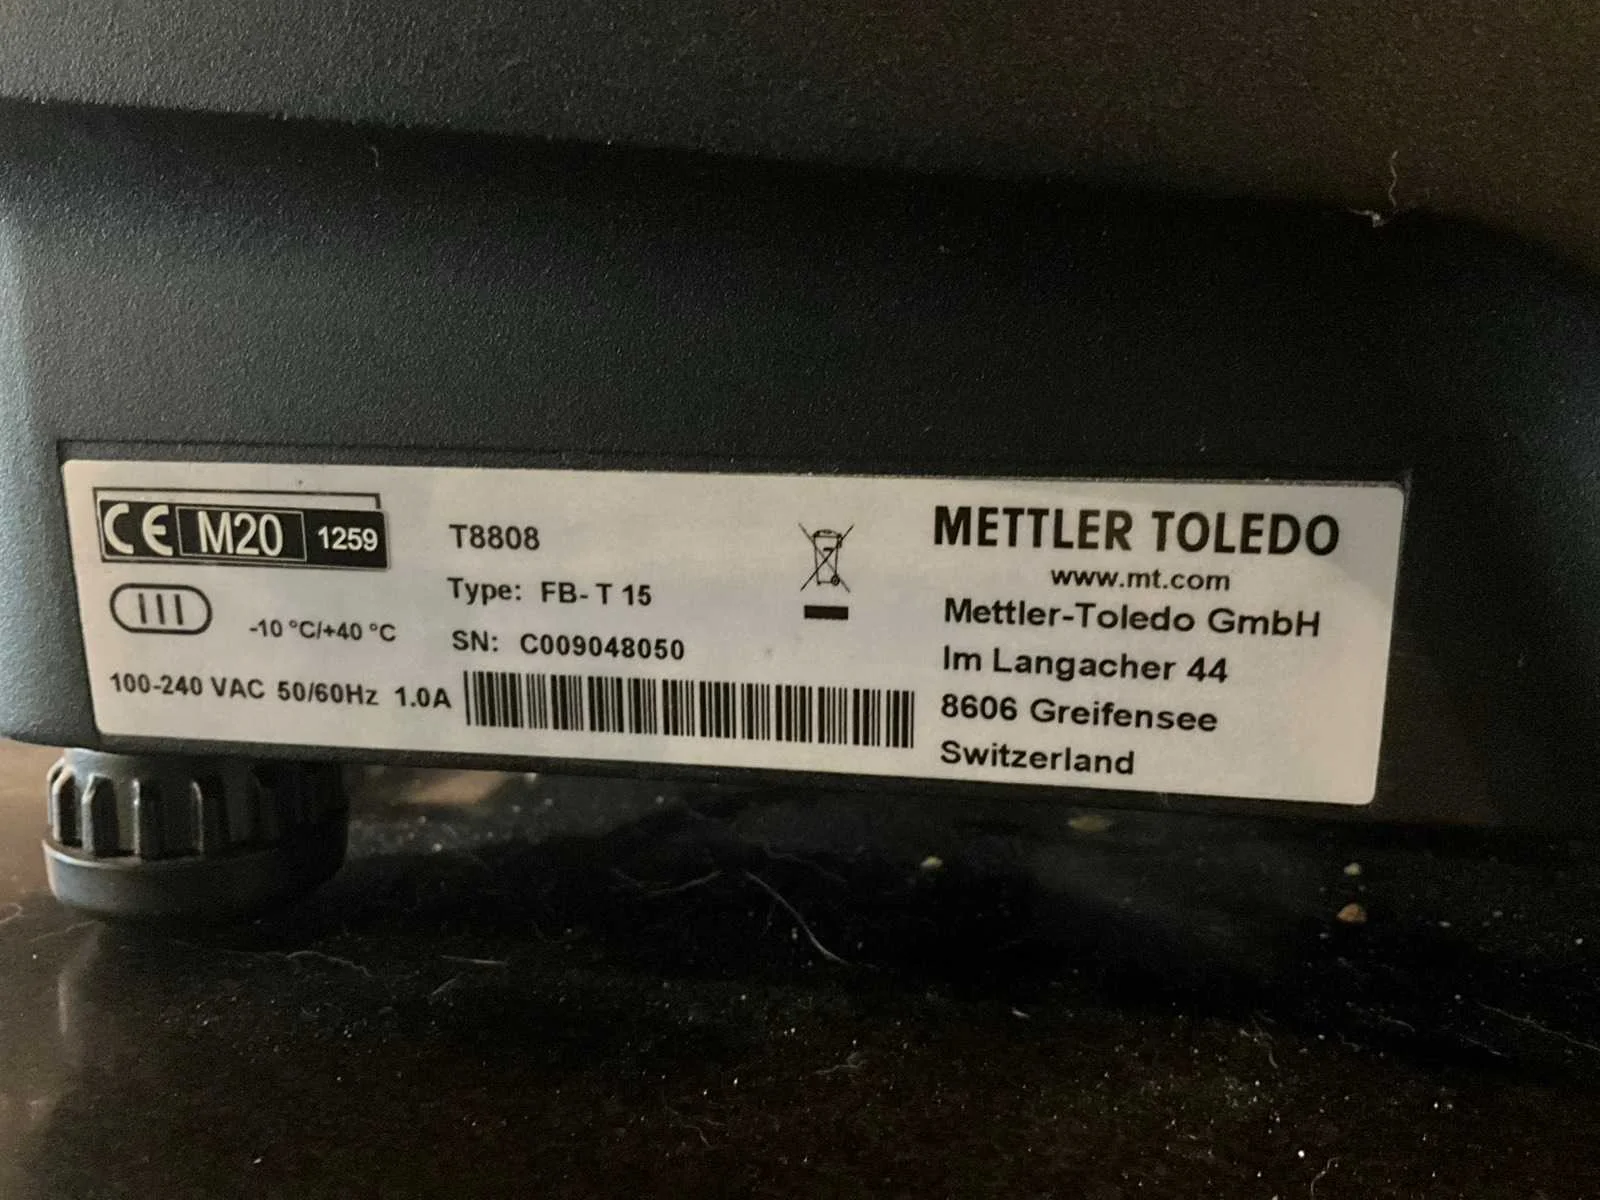 CE M20 1259
III
-10 °C/+40 °C
100-240 VAC 50/60Hz 1.0A
T8808
Type: FB- T 15
SN: C009048050
METTLER TOLEDO
www.mt.com
Mettler-Toledo GmbH
Im Langacher 44
8606 Greifensee
Switzerland